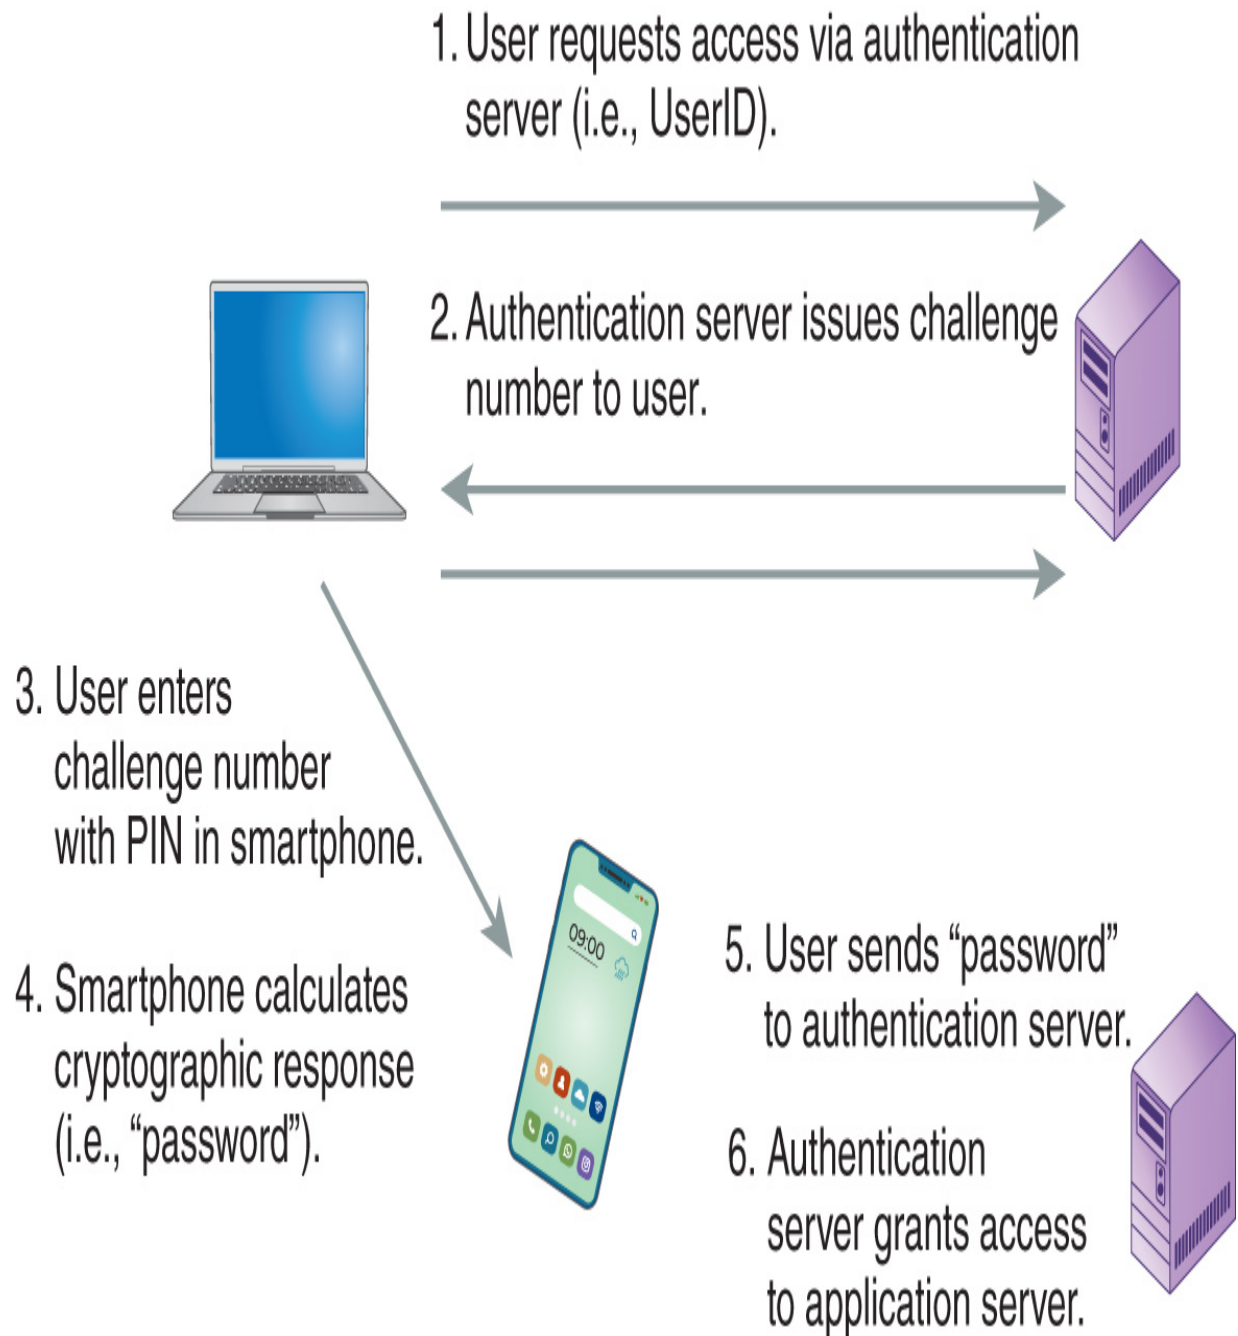 1. User requests access via authentication
server (i.e., UserID).
2. Authentication server issues challenge
number to user.
3. User enters
challenge number
with PIN in smartphone.
4. Smartphone calculates
cryptographic response
(i.e., “password”).
09:00
5. User sends “password”
to authentication server.
6. Authentication
server grants access
to application server.